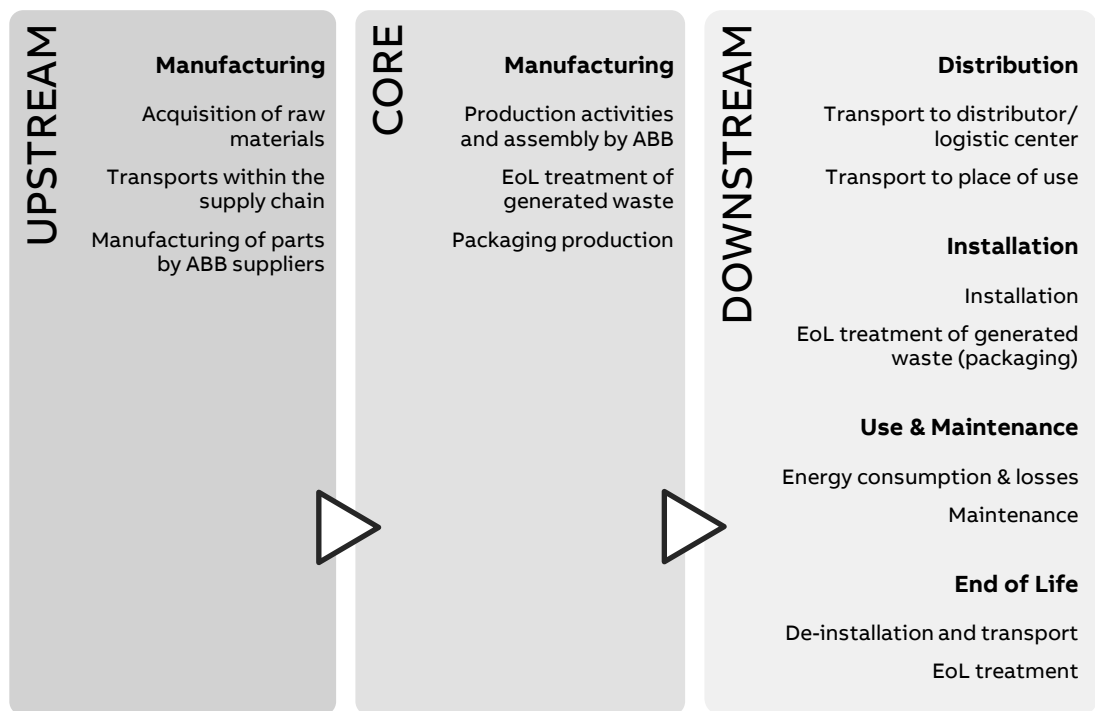 UPSTREAM
Manufacturing
Acquisition of raw
materials
Transports within the
supply chain
Manufacturing of parts
by ABB suppliers
CORE
Manufacturing
Production activities
and assembly by ABB
EoL treatment of
generated waste
Packaging production
DOWNSTREAM
Distribution
Transport to distributor/
logistic center
Transport to place of use
Installation
Installation
EoL treatment of generated
waste (packaging)
Use & Maintenance
Energy consumption & losses
Maintenance
End of Life
De-installation and transport
EoL treatment